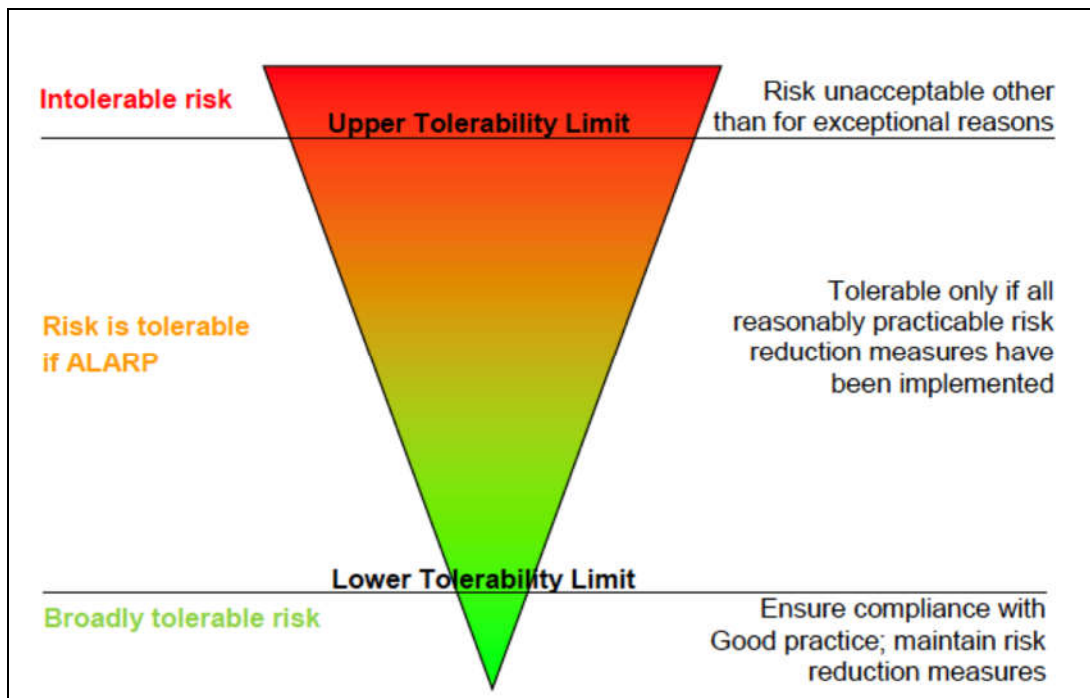 Intolerable risk
Upper Tolerability Limit
Risk unacceptable other
than for exceptional reasons
Risk is tolerable
if ALARP
Tolerable only if all
reasonably practicable risk
reduction measures have
been implemented
Lower Tolerability Limit
Broadly tolerable risk
Ensure compliance with
Good practice; maintain risk
reduction measures